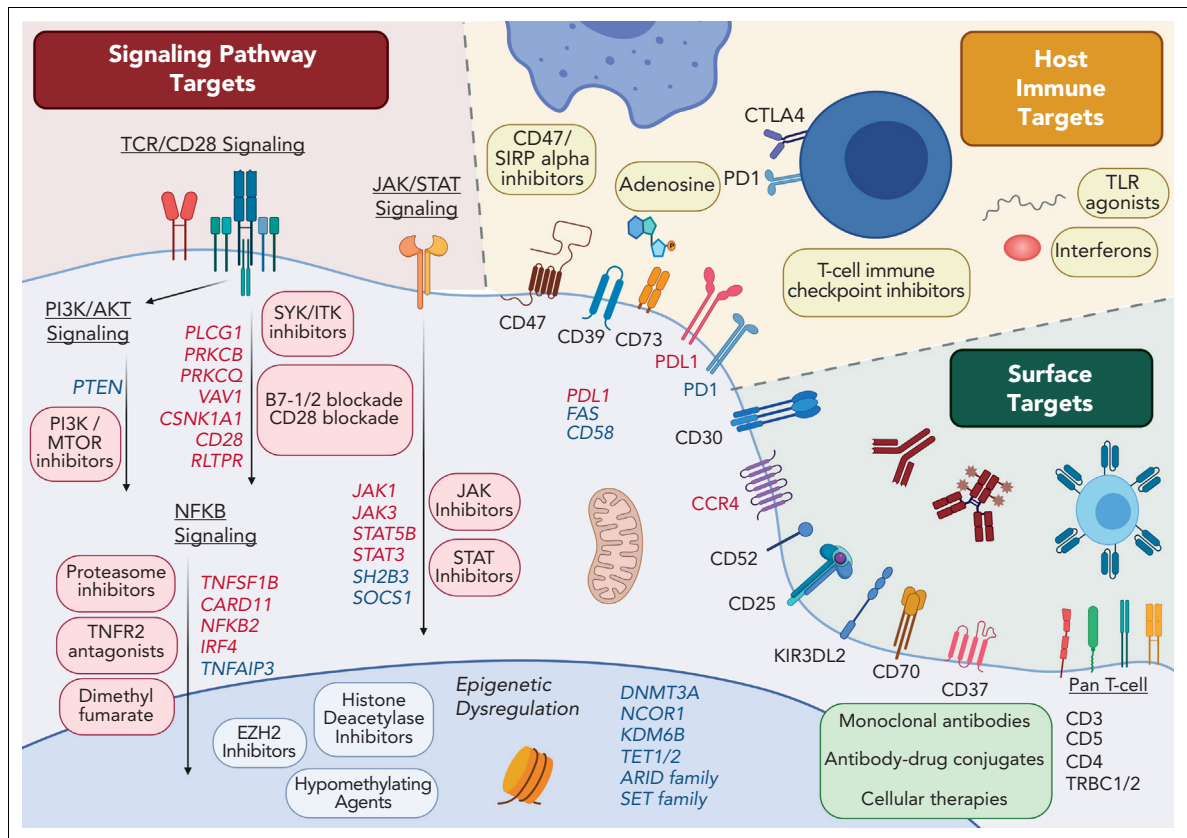 Signaling Pathway
Targets
Host
Immune
Targets
TCR/CD28 Signaling
JAK/STAT
Signaling
CD47/
SIRP alpha
inhibitors
Adenosine
P
CTLA4
PD1
TLR
agonists
Interferons
T-cell immune
checkpoint inhibitors
CD47
CD39
CD73
PDL1
PD1
PI3K/AKT
Signaling
PTEN
PI3K /
MTOR
inhibitors
PLCG1
PRKCB
PRKCQ
VAV1
CSNK1A1
CD28
RLTPR
SYK/ITK
inhibitors
B7-1/2 blockade
CD28 blockade
PDL1
FAS
CD58
JAK1
JAK3
STAT5B
STAT3
SH2B3
SOCS1
JAK
Inhibitors
STAT
Inhibitors
NFKB
Signaling
Proteasome
inhibitors
TNFR2
antagonists
Dimethyl
fumarate
TNFSF1B
CARD11
NFKB2
IRF4
TNFAIP3
Surface
Targets
CD30
CCR4
CD52
CD25
KIR3DL2
CD70
CD37
Pan T-cell
CD3
CD5
CD4
TRBC1/2
Monoclonal antibodies
Antibody-drug conjugates
Cellular therapies
Epigenetic
Dysregulation
EZH2
Inhibitors
Histone
Deacetylase
Inhibitors
Hypomethylating
Agents
DNMT3A
NCOR1
KDM6B
TET1/2
ARID family
SET family